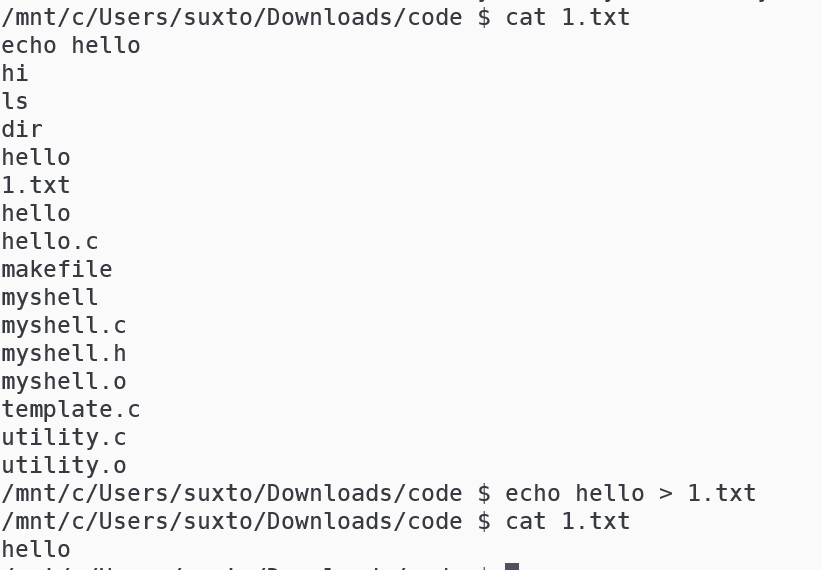 /mnt/c/Users/suxto/Downloads/code $ cat 1.txt
echo hello
hi
ls
dir
hello
1.txt
hello
hello.c
makefile
myshell
myshell.c
myshell.h
myshell.o
template.c
utility.c
utility.o
/mnt/c/Users/suxto/Downloads/code $ echo hello > 1.txt
/mnt/c/Users/suxto/Downloads/code $ cat 1.txt
hello